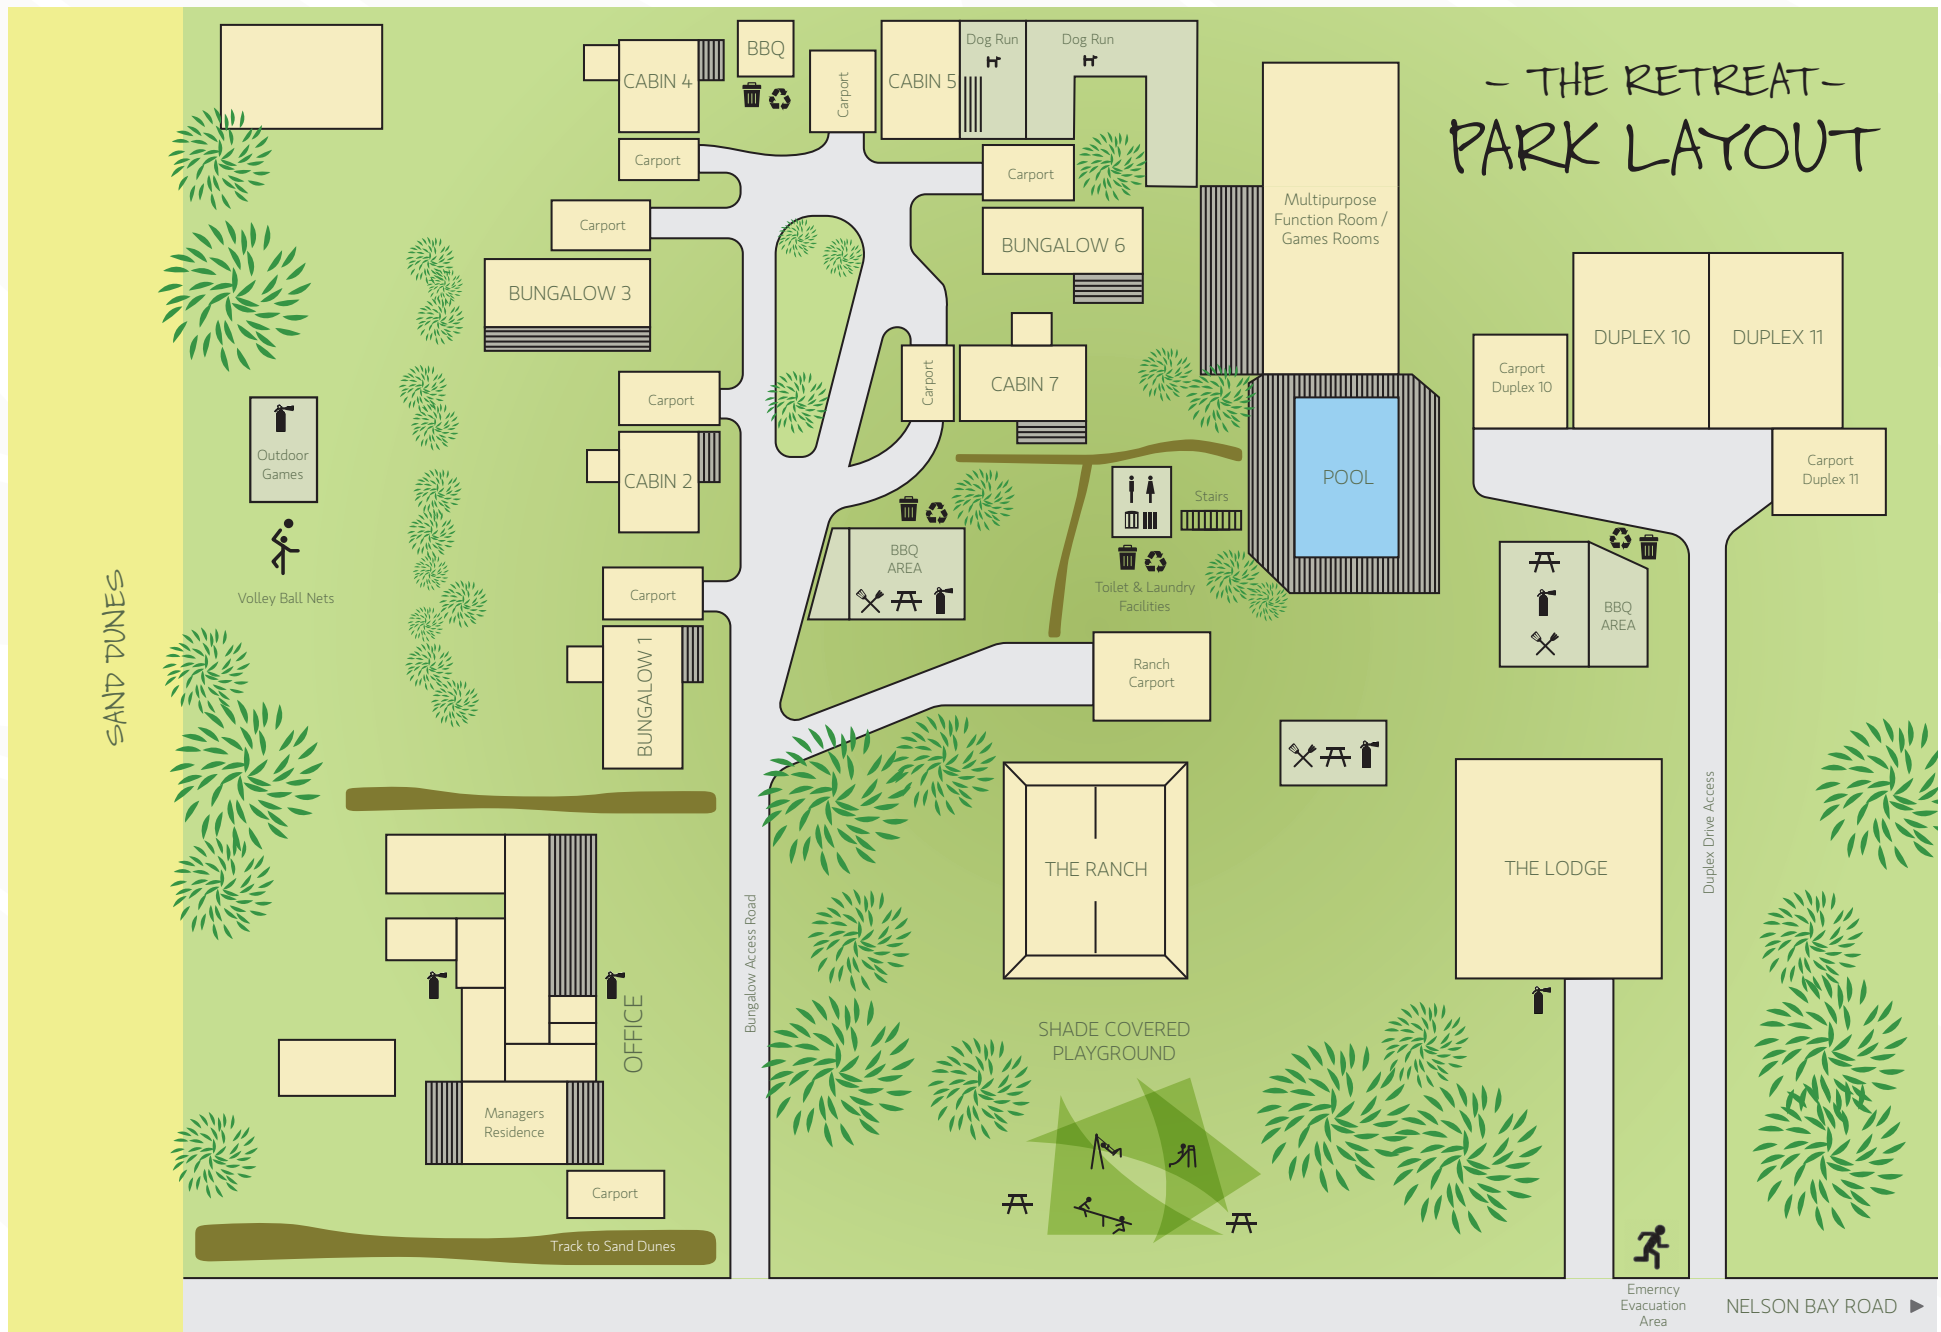 – THE RETREAT –
PARK LAYOUT
CABIN 4
BBQ
Carport
CABIN 5
Dog Run
Dog Run
Carport
Carport
Carport
BUNGALOW 6
Multipurpose
Function Room /
Games Rooms
BUNGALOW 3
DUPLEX 10
DUPLEX 11
Carport
Duplex 10
Carport
Carport
CABIN 7
Outdoor
Games
CABIN 2
POOL
Carport
Duplex 11
Stairs
BBQ
AREA
Toilet & Laundry
Facilities
Volley Ball Nets
Carport
BBQ
AREA
SAND DUNES
BUNGALOW 1
Ranch
Carport
THE RANCH
THE LODGE
Duplex Drive Access
Bungalow Access Road
OFFICE
SHADE COVERED
PLAYGROUND
Managers
Residence
Carport
Track to Sand Dunes
Emerncy
Evacuation
Area
NELSON BAY ROAD